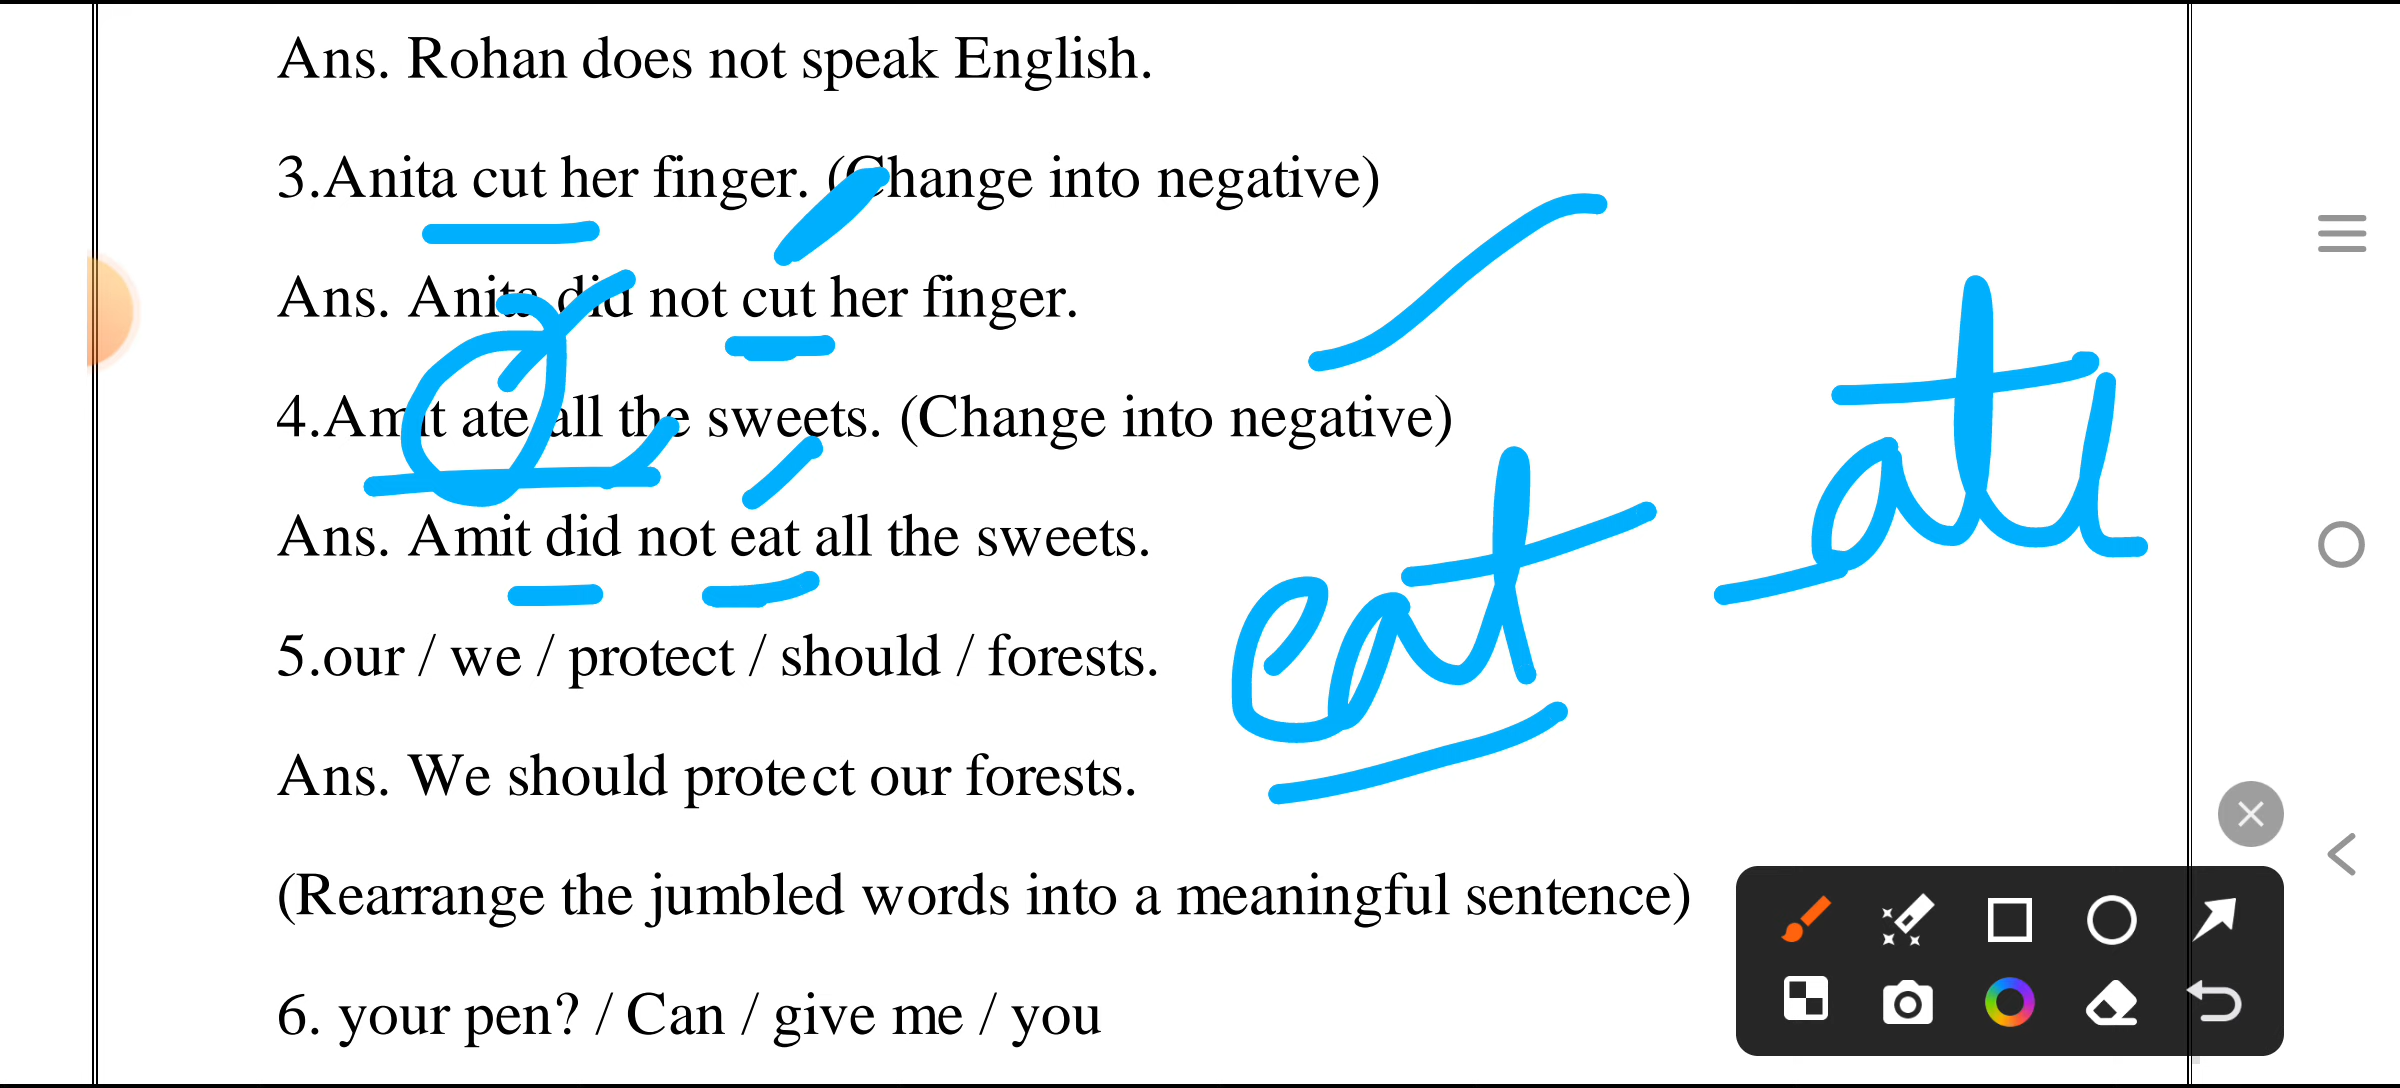 Ans. Rohan does not speak English.
3.Anita cut her finger. (Change into negative)
Ans. Anita did not cut her finger.
4.Amit ate all the sweets. (Change into negative)
Ans. Amit did not eat all the sweets.
eat ate
5.our / we / protect / should / forests.
Ans. We should protect our forests.
(Rearrange the jumbled words into a meaningful sentence)
6. your pen? / Can / give me / you